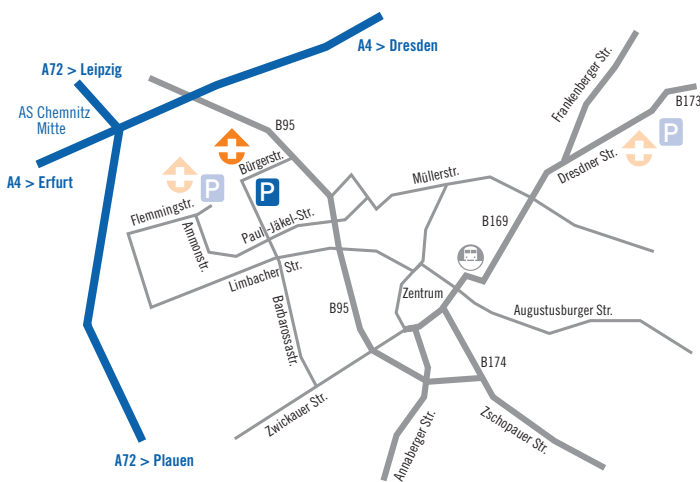 A4 > Dresden
A72 > Leipzig
Frankenberger Str.
B173
AS Chemnitz
Mitte
B95
P
Bürgerstr.
Dresdner Str.
A4 > Erfurt
P
P
Müllerstr.
Flemmingstr.
Paul-Jäkel-Str.
B169
Ammonstr.
Limbacher Str.
Zentrum
B95
Augustusburger Str.
Barbarossastr.
B174
Zwickauer Str.
Annaberger Str.
Zschopauer Str.
A72 > Plauen